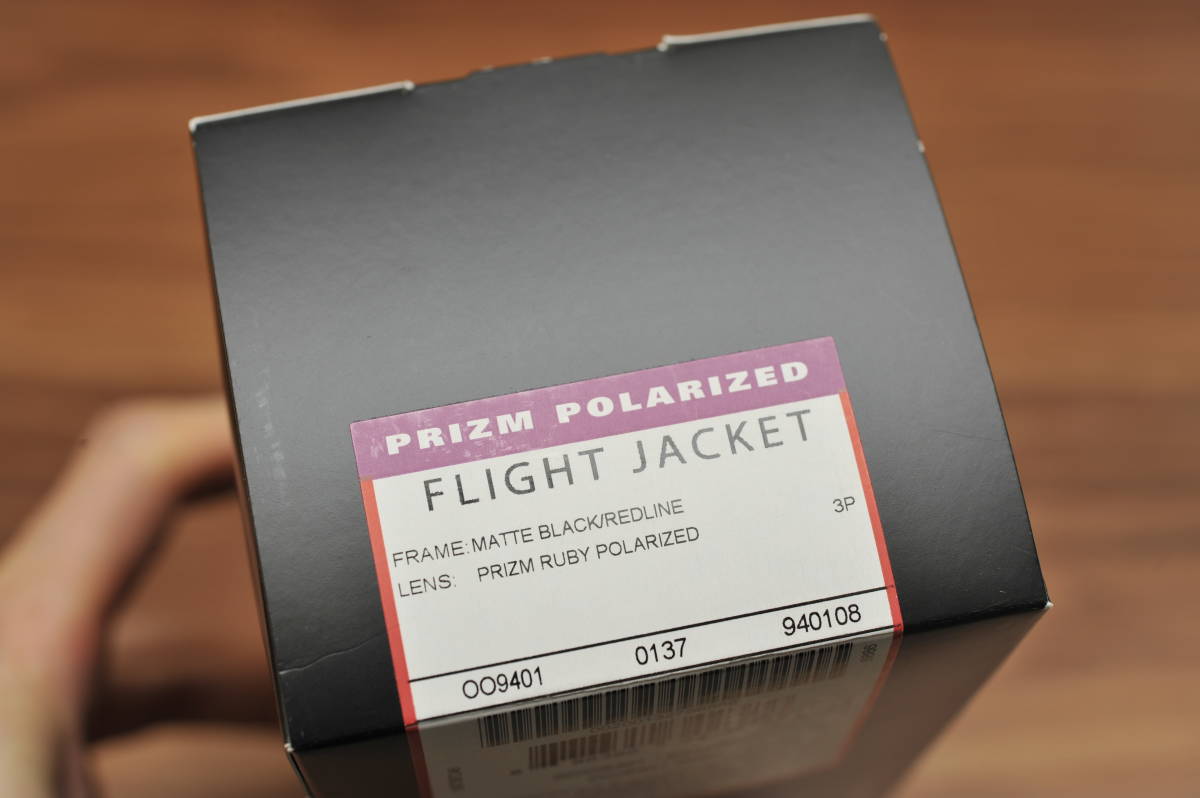 PRIZM POLARIZED
FLIGHT JACKET
FRAME: MATTE BLACK/REDLINE 3P
LENS: PRIZM RUBY POLARIZED
OO9401 0137 940108